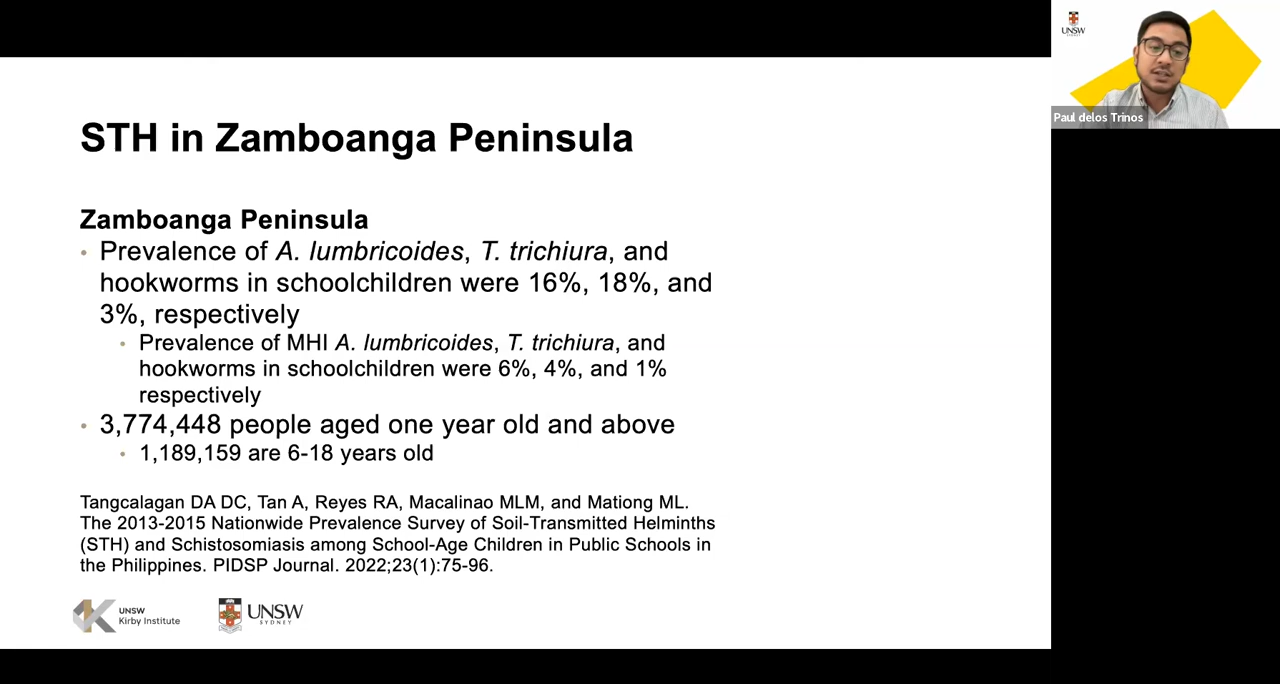 STH in Zamboanga Peninsula
Zamboanga Peninsula
• Prevalence of A. lumbricoides, T. trichiura, and
hookworms in schoolchildren were 16%, 18%, and
3%, respectively
• Prevalence of MHI A. lumbricoides, T. trichiura, and
hookworms in schoolchildren were 6%, 4%, and 1%
respectively
• 3,774,448 people aged one year old and above
• 1,189,159 are 6-18 years old
Tangcalagan DA DC, Tan A, Reyes RA, Macalinao MLM, and Mationg ML.
The 2013-2015 Nationwide Prevalence Survey of Soil-Transmitted Helminths
(STH) and Schistosomiasis among School-Age Children in Public Schools in
the Philippines. PIDSP Journal. 2022;23(1):75-96.
UNSW
Kirby Institute
UNSW
SYDNEY
UNSW
SYDNEY
Paul delos Trinos